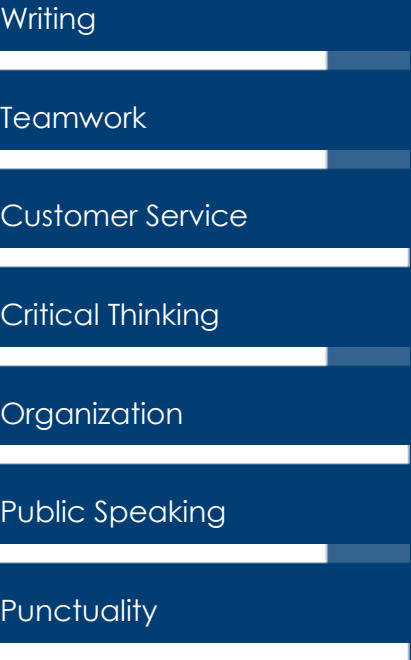 Writing
Teamwork
Customer Service
Critical Thinking
Organization
Public Speaking
Punctuality